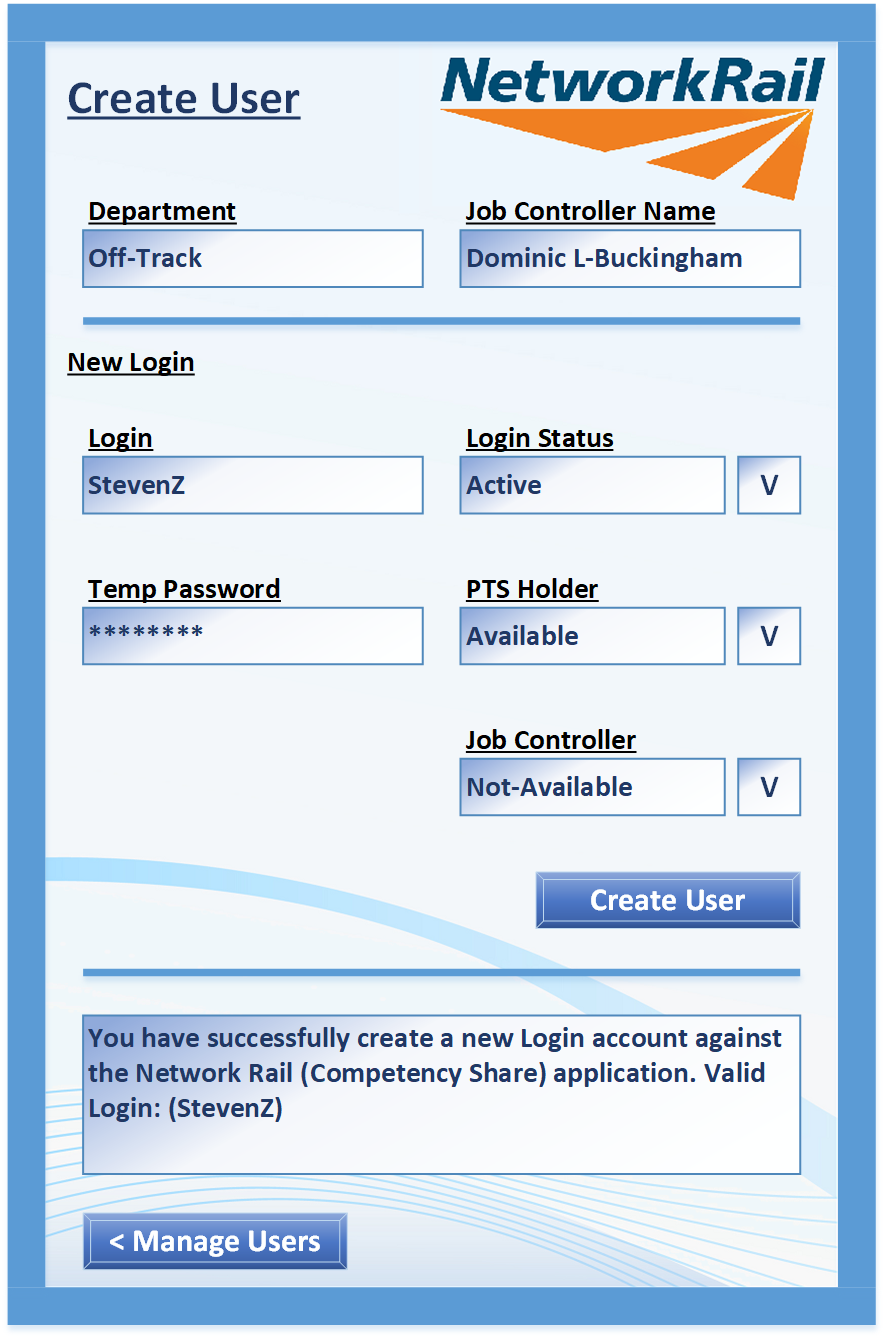 Create User
NetworkRail
Department
Job Controller Name
Off-Track
Dominic L-Buckingham
New Login
Login
Login Status
StevenZ
Active
V
Temp Password
PTS Holder
********
Available
V
Job Controller
Not-Available
V
Create User
You have successfully create a new Login account against
the Network Rail (Competency Share) application. Valid
Login: (StevenZ)
< Manage Users